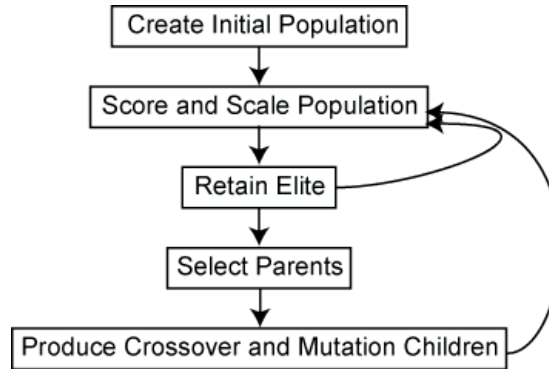 Create Initial Population
Score and Scale Population
Retain Elite
Select Parents
Produce Crossover and Mutation Children